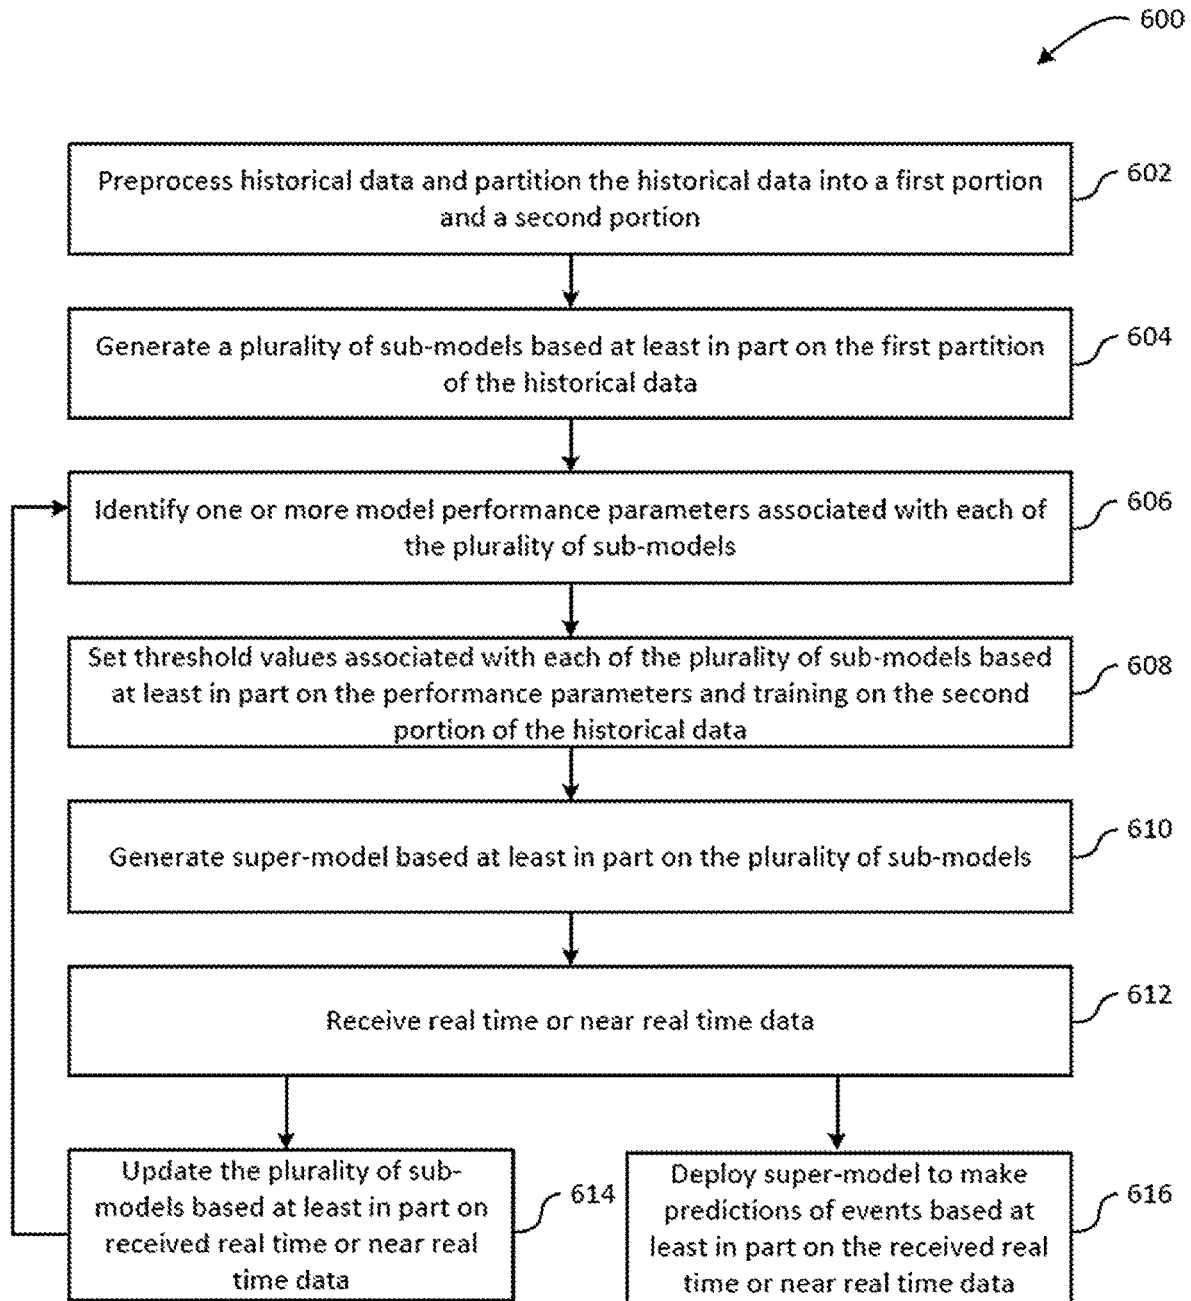 600
Preprocess historical data and partition the historical data into a first portion
and a second portion
602
Generate a plurality of sub-models based at least in part on the first partition
of the historical data
604
Identify one or more model performance parameters associated with each of
the plurality of sub-models
606
Set threshold values associated with each of the plurality of sub-models based
at least in part on the performance parameters and training on the second
portion of the historical data
608
Generate super-model based at least in part on the plurality of sub-models
610
Receive real time or near real time data
612
Update the plurality of sub-
models based at least in part on
received real time or near real
time data
614
Deploy super-model to make
predictions of events based at
least in part on the received real
time or near real time data
616